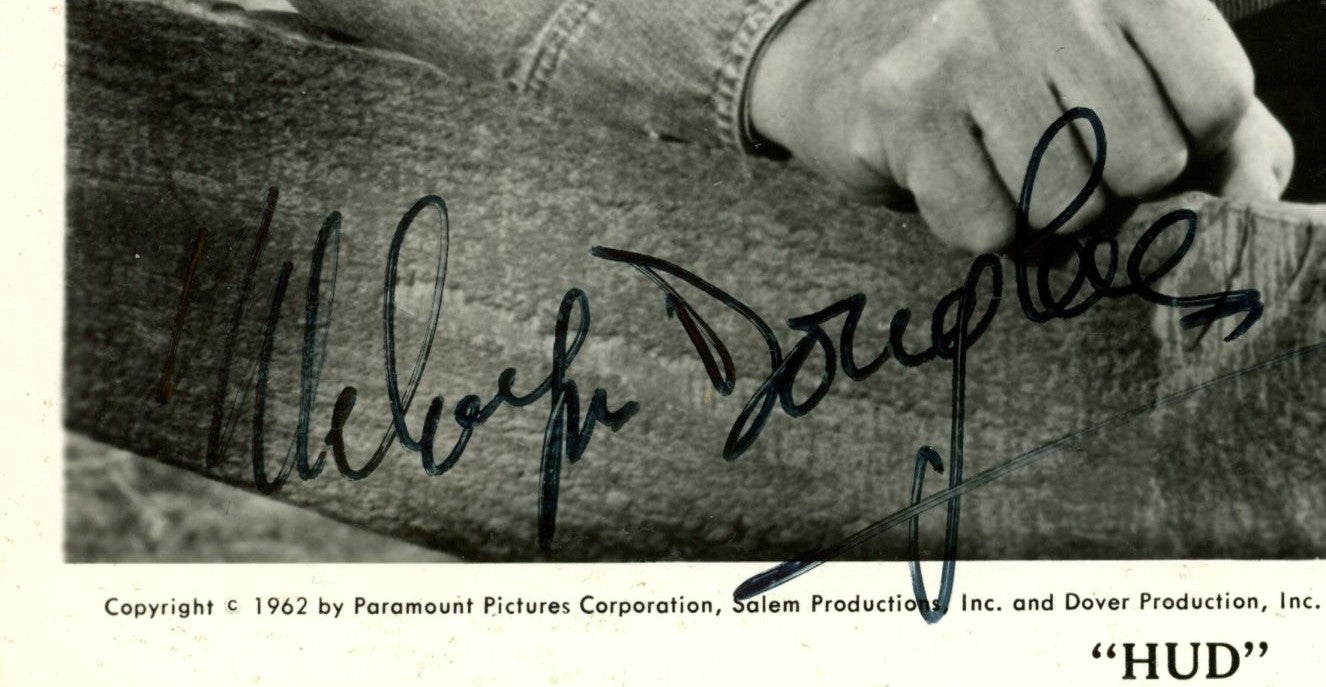 Melvyn Douglas
Copyright © 1962 by Paramount Pictures Corporation, Salem Productions, Inc. and Dover Production, Inc.
"HUD"